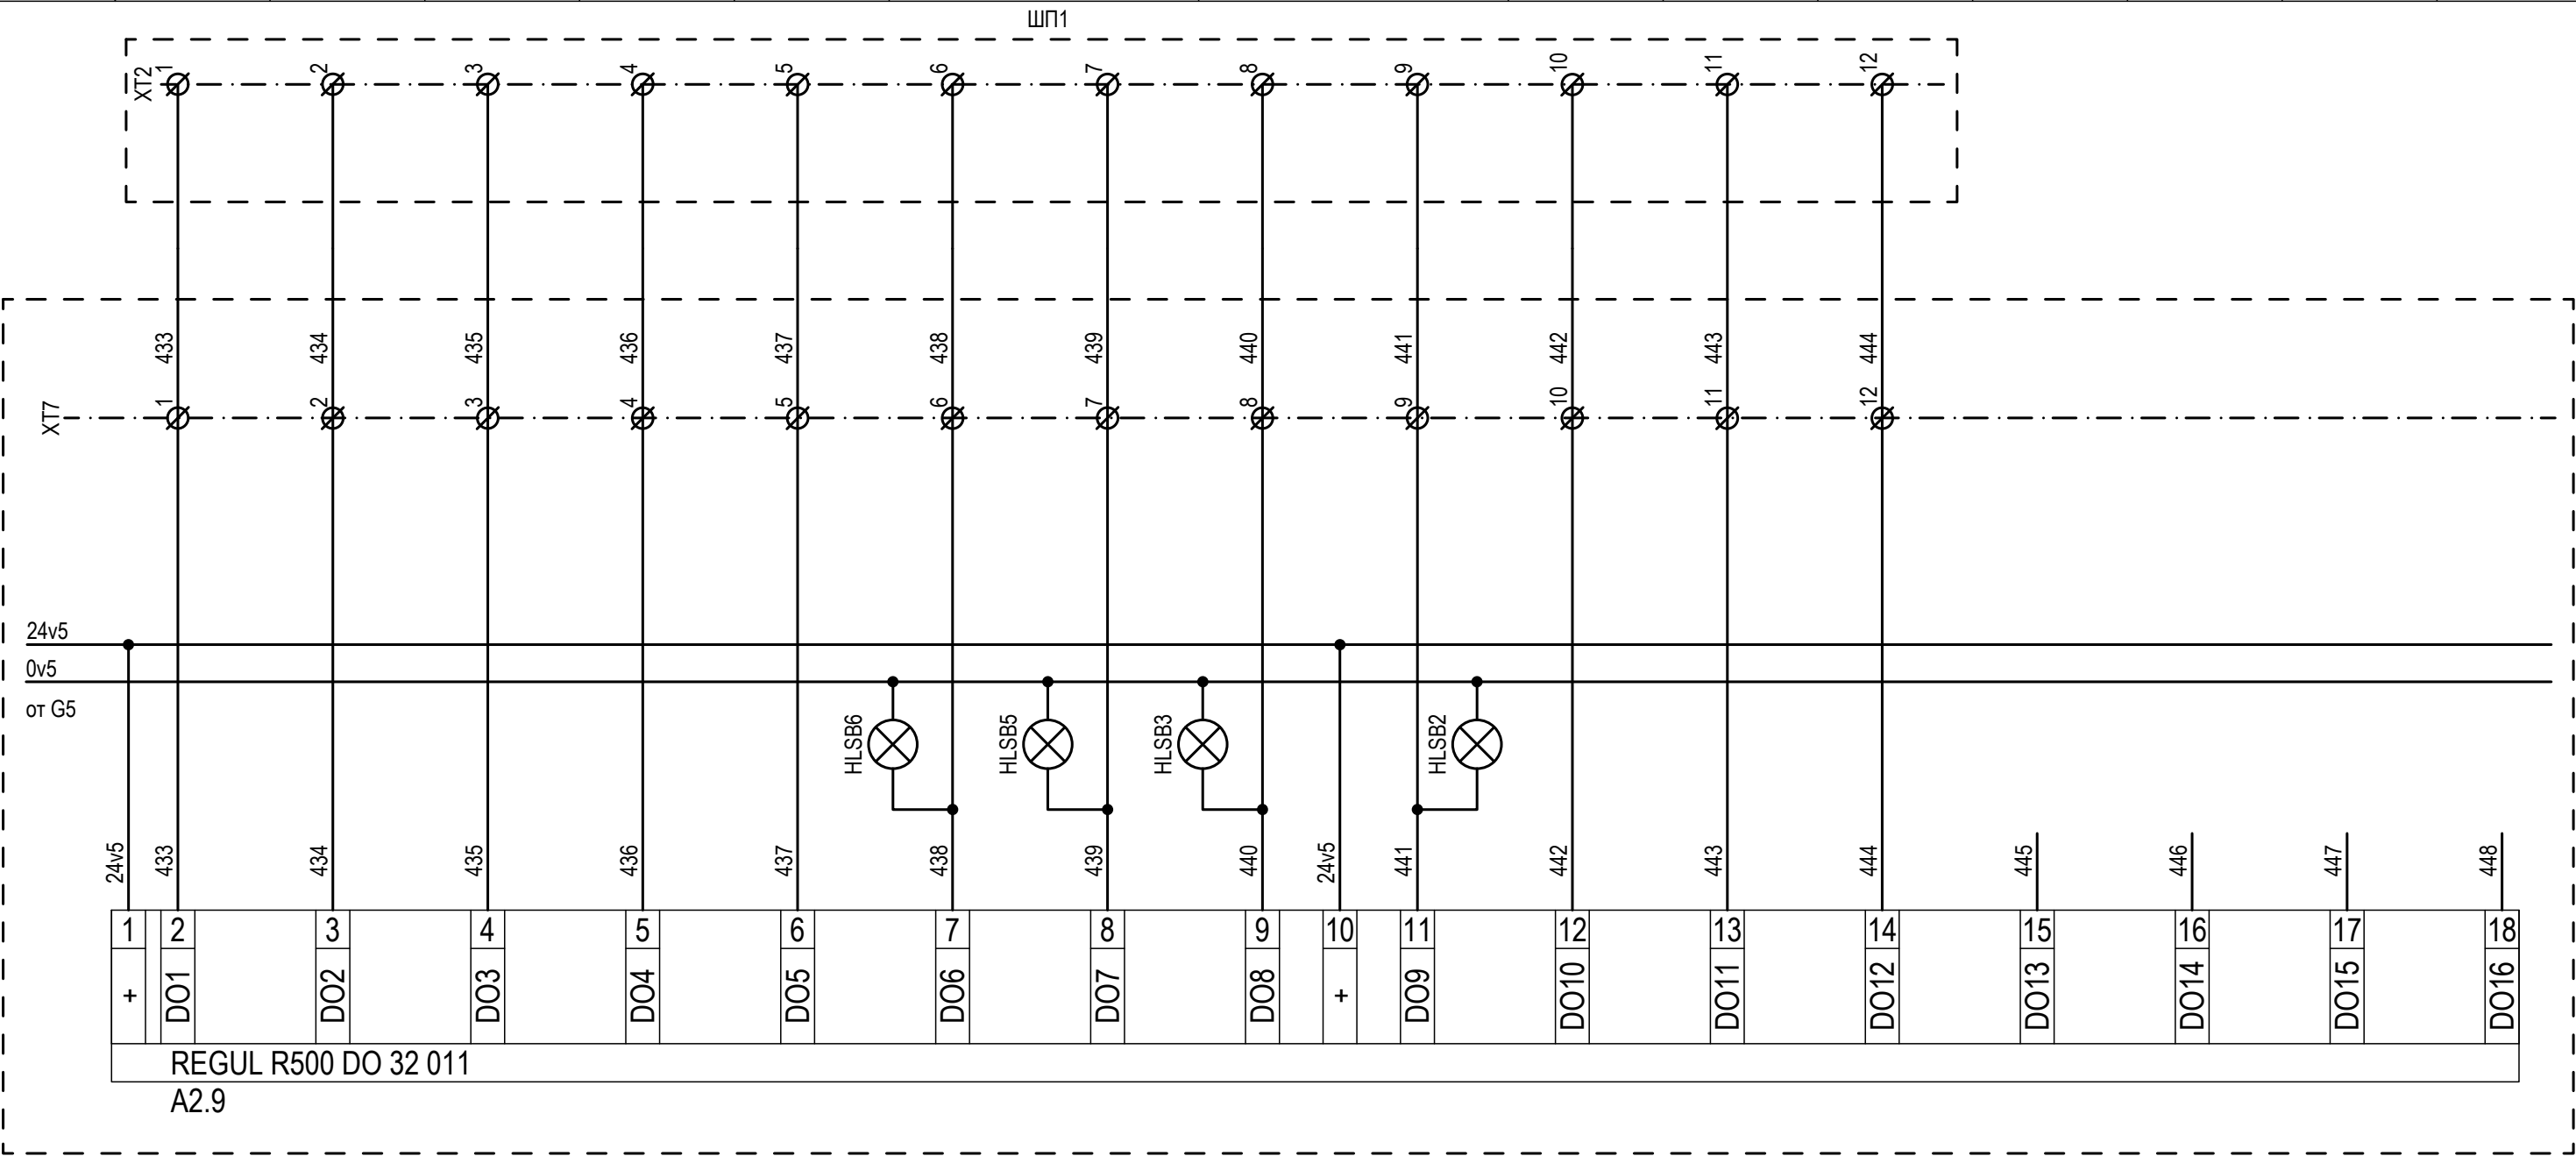 ШП1
XT2 1 2 3 4 5 6 7 8 9 10 11 12
433 434 435 436 437 438 439 440 441 442 443 444
XT7 1 2 3 4 5 6 7 8 9 10 11 12
24v5
0v5
от G5
HLSB6 HLSB5 HLSB3 HLSB2
24v5 433 434 435 436 437 438 439 440 24v5 441 442 443 444 445 446 447 448
1 2 3 4 5 6 7 8 9 10 11 12 13 14 15 16 17 18
+ DO1 DO2 DO3 DO4 DO5 DO6 DO7 DO8 + DO9 DO10 DO11 DO12 DO13 DO14 DO15 DO16
REGUL R500 DO 32 011
A2.9